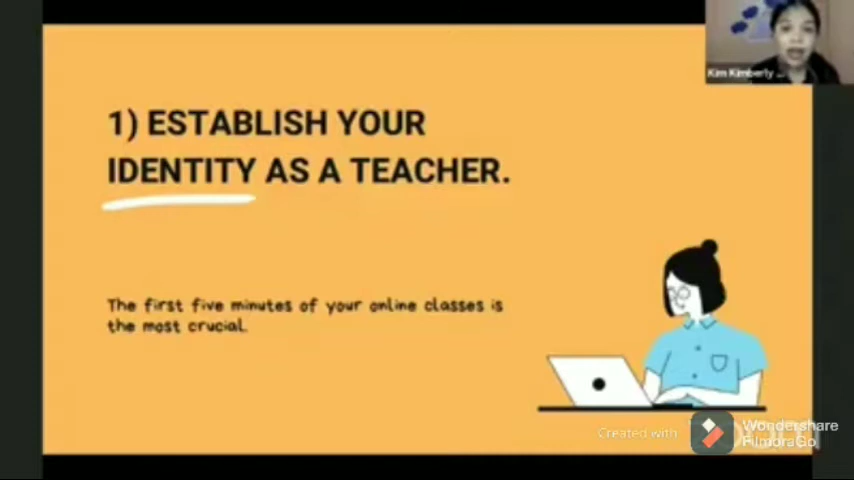 Kim Kimberly
1) ESTABLISH YOUR
IDENTITY AS A TEACHER.
The first five minutes of your online classes is
the most crucial.
Created with
Wondershare
FilmoraGo